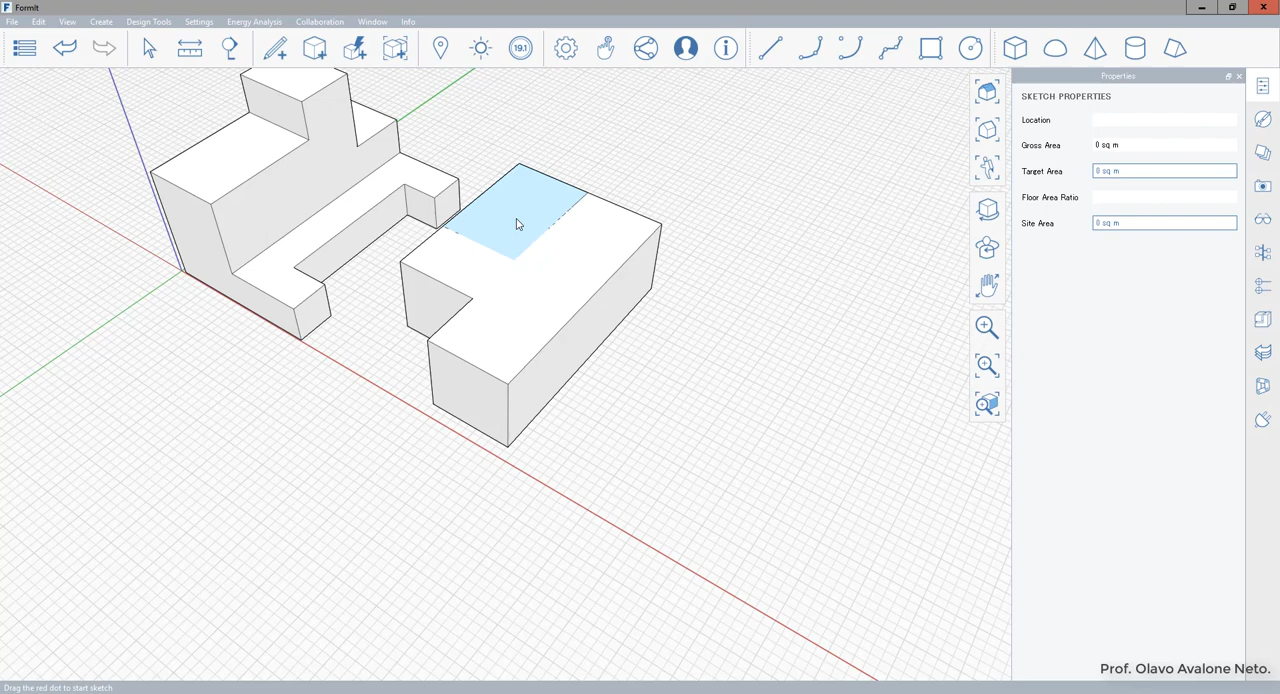 FormIt
File Edit View Create Design Tools Settings Energy Analysis Collaboration Window Info
19.1
Properties
SKETCH PROPERTIES
Location
Gross Area 0 sq m
Target Area 0 sq m
Floor Area Ratio
Site Area 0 sq m
Prof. Olavo Avalone Neto.
Drag the red dot to start sketch